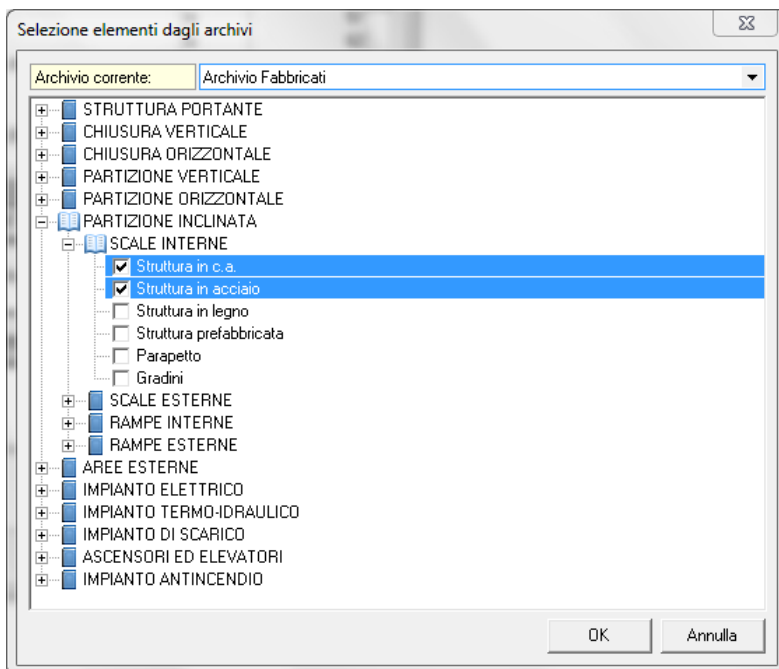 Selezione elementi dagli archivi
Archivio corrente: Archivio Fabbricati
STRUTTURA PORTANTE
CHIUSURA VERTICALE
CHIUSURA ORIZZONTALE
PARTIZIONE VERTICALE
PARTIZIONE ORIZZONTALE
PARTIZIONE INCLINATA
SCALE INTERNE
Struttura in c.a.
Struttura in acciaio
Struttura in legno
Struttura prefabbricata
Parapetto
Gradini
SCALE ESTERNE
RAMPE INTERNE
RAMPE ESTERNE
AREE ESTERNE
IMPIANTO ELETTRICO
IMPIANTO TERMO-IDRAULICO
IMPIANTO DI SCARICO
ASCENSORI ED ELEVATORI
IMPIANTO ANTINCENDIO
OK Annulla